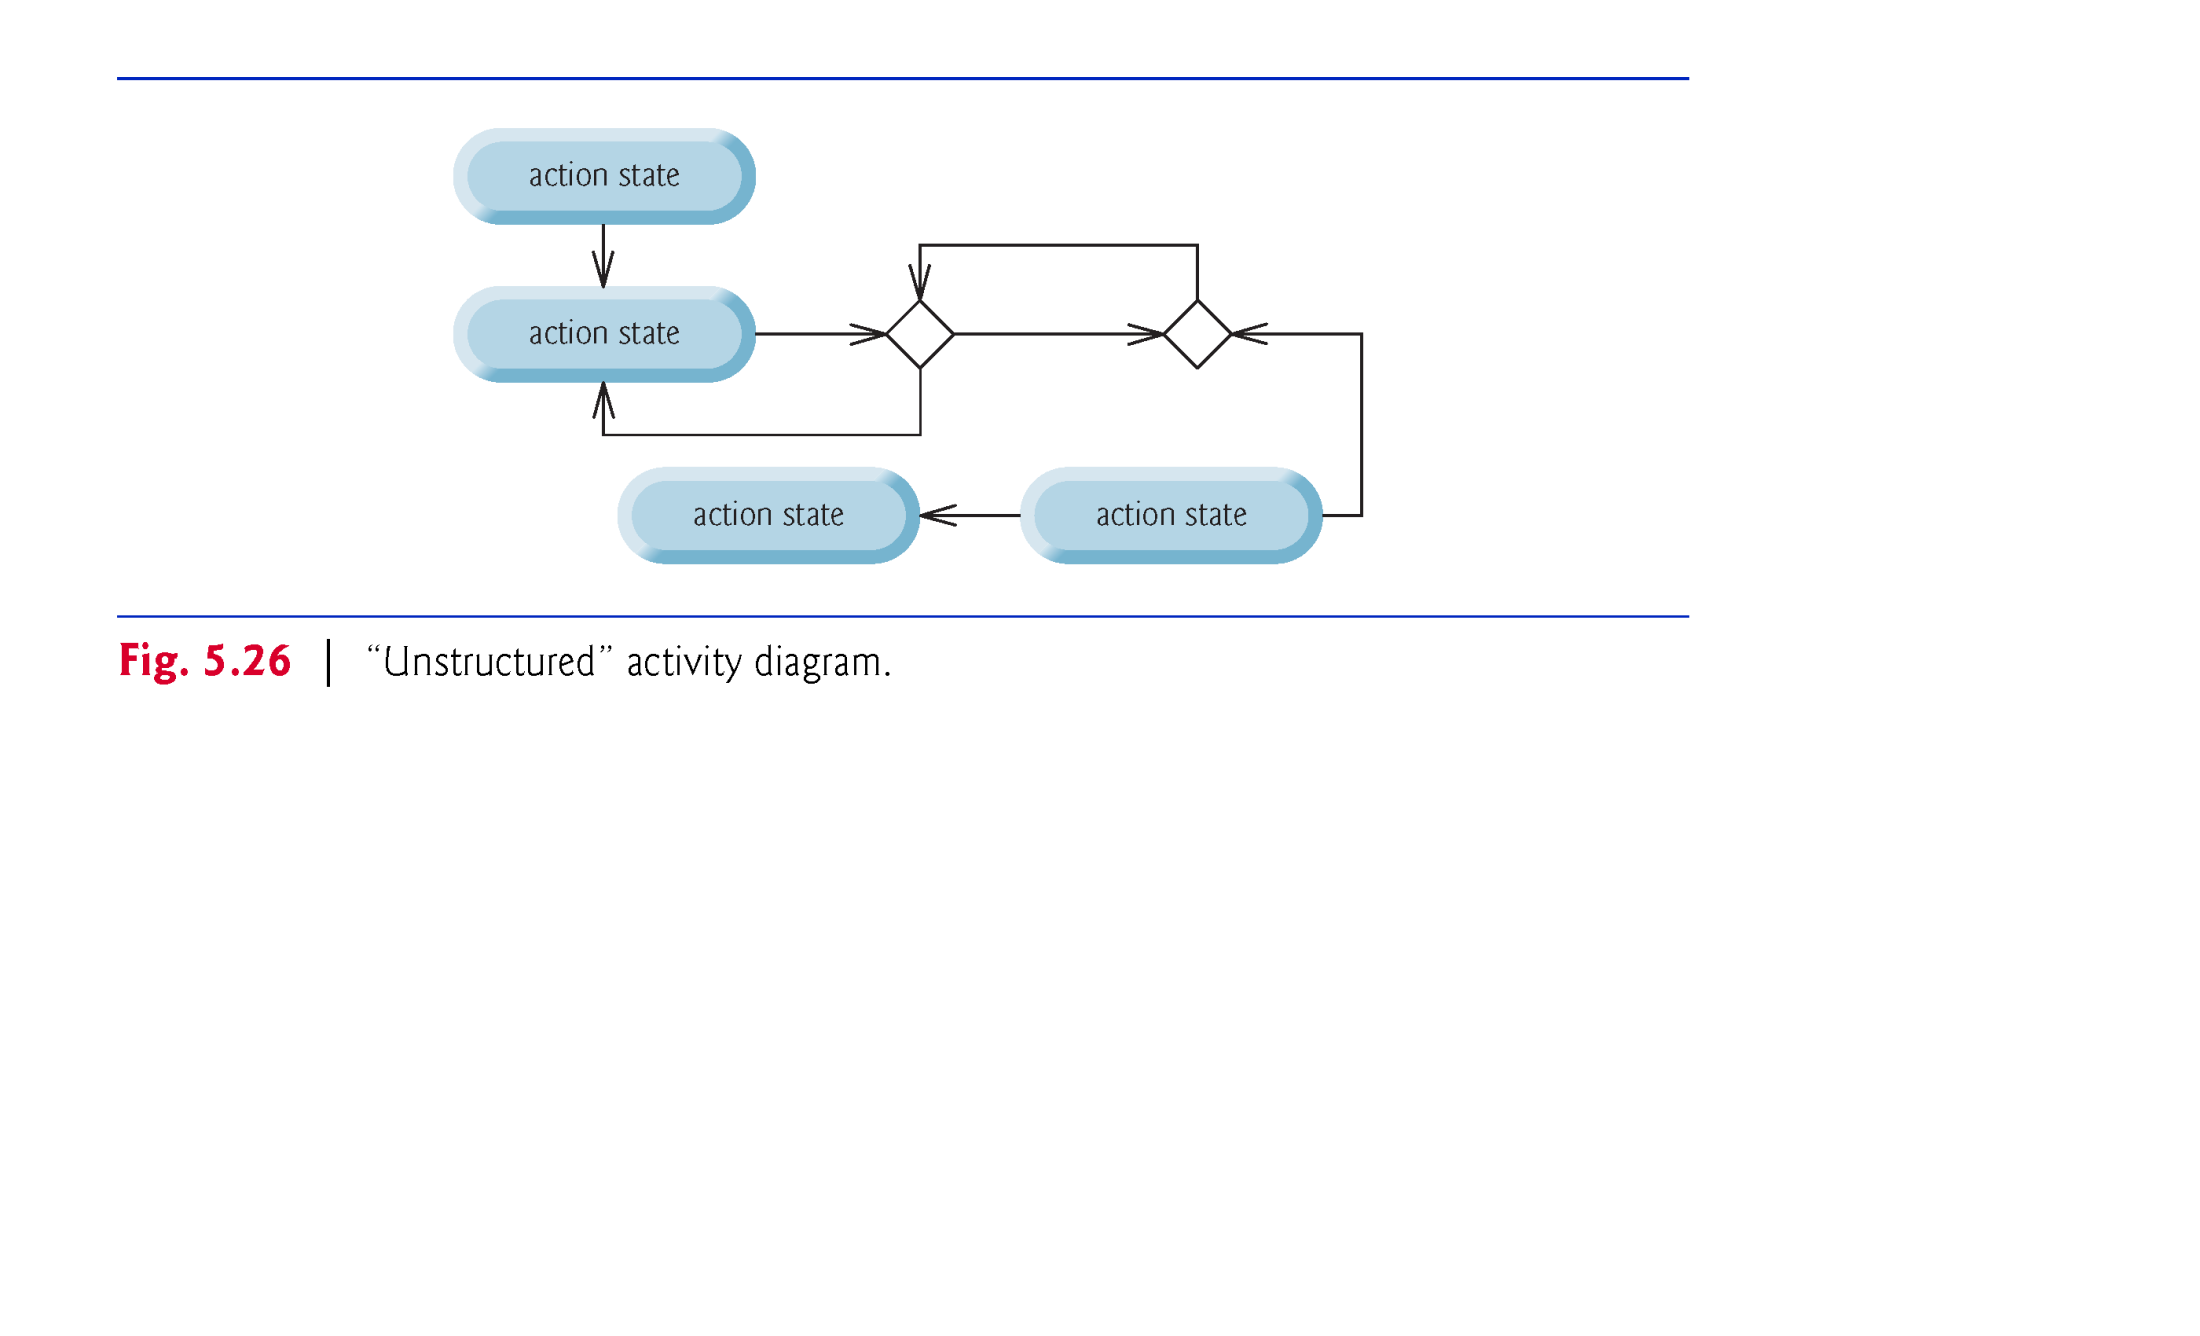 action state
action state
action state action state
Fig. 5.26 | “Unstructured” activity diagram.